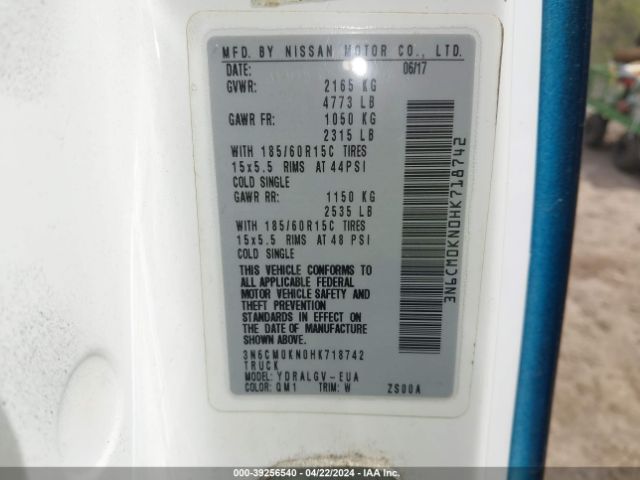 MFD. BY NISSAN MOTOR CO., LTD.
DATE: 06/17
GVWR: 2165 KG
4773 LB
GAWR FR: 1050 KG
2315 LB
WITH 185/60R15C TIRES
15x5.5 RIMS AT 44PSI
COLD SINGLE
GAWR RR: 1150 KG
2535 LB
WITH 185/60R15C TIRES
15x5.5 RIMS AT 48 PSI
COLD SINGLE
THIS VEHICLE CONFORMS TO
ALL APPLICABLE FEDERAL
MOTOR VEHICLE SAFETY AND
THEFT PREVENTION
STANDARDS IN EFFECT ON
THE DATE OF MANUFACTURE
SHOWN ABOVE.
3N6CM0KN0HK718742
TRUCK
MODEL: YDRALGV-EUA
COLOR: QM1 TRIM: W ZS00A
3N6CM0KN0HK718742
000-39256540 - 04/22/2024 - IAA Inc.